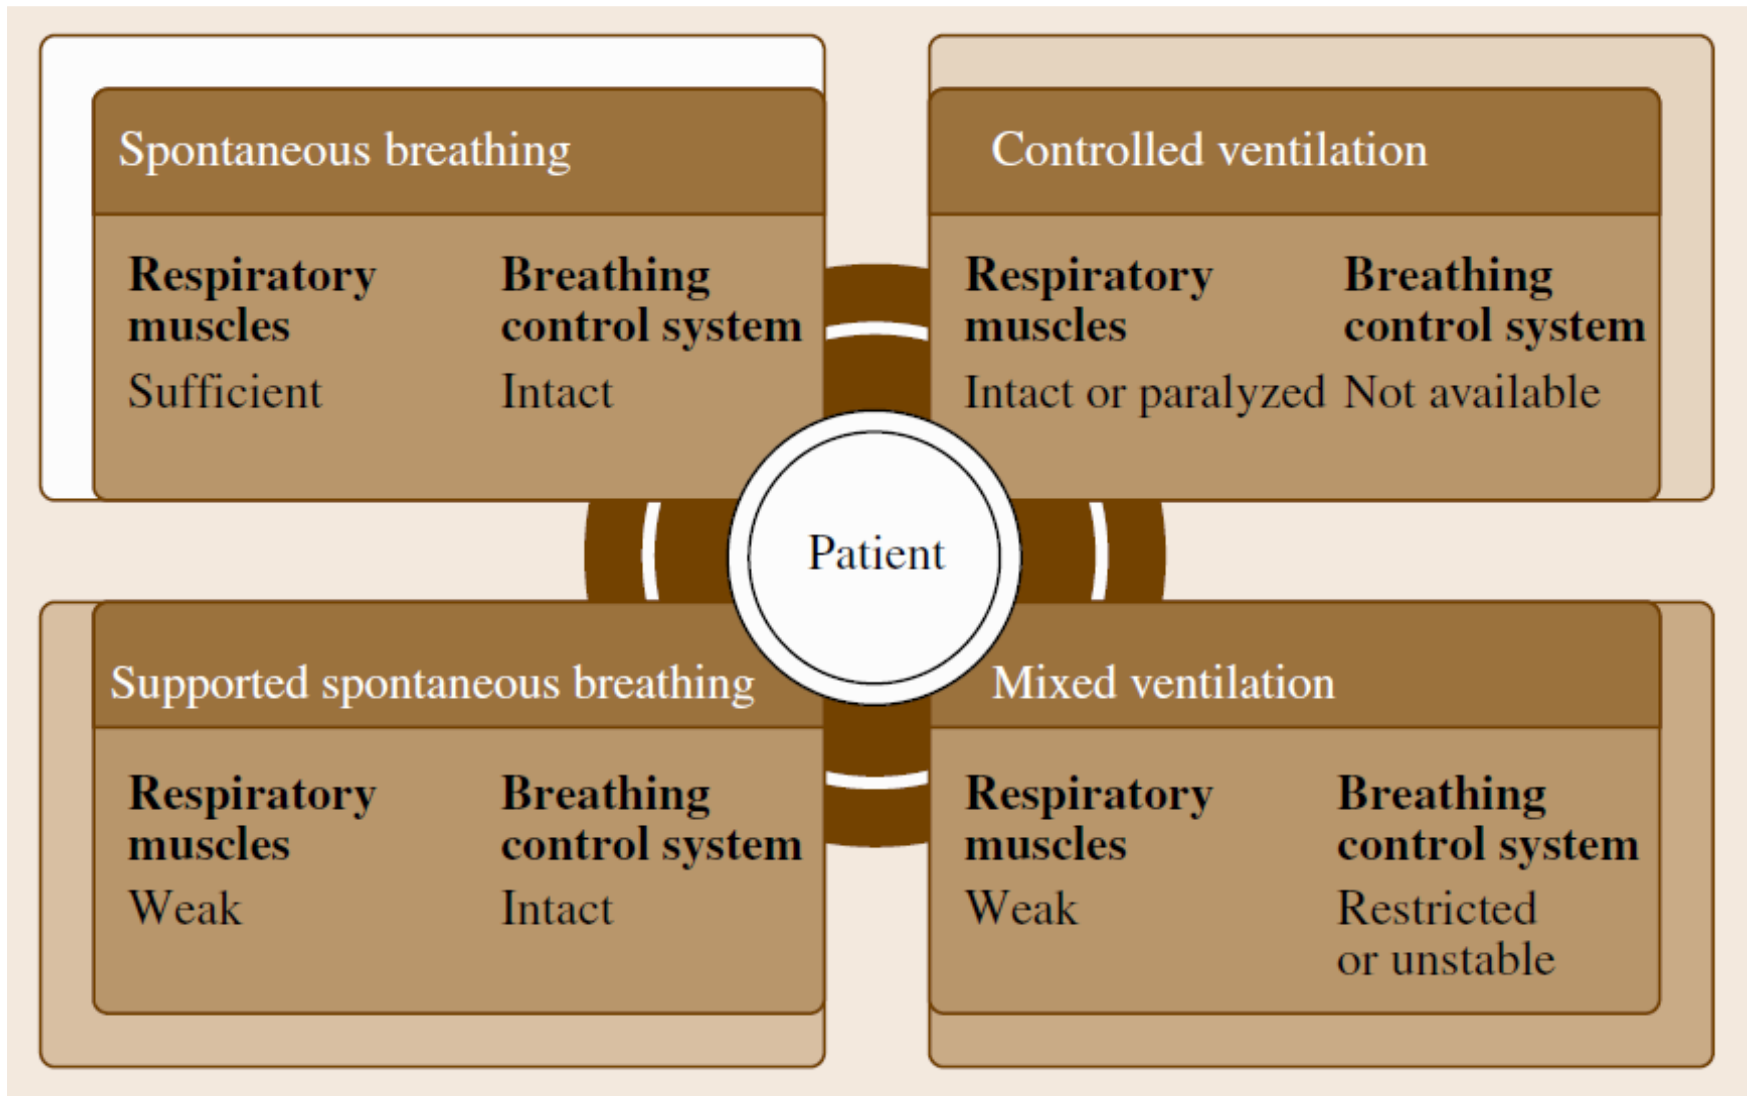 Spontaneous breathing
Respiratory muscles
Breathing control system
Sufficient
Intact
Controlled ventilation
Respiratory muscles
Breathing control system
Intact or paralyzed
Not available
Patient
Supported spontaneous breathing
Respiratory muscles
Breathing control system
Weak
Intact
Mixed ventilation
Respiratory muscles
Breathing control system
Weak
Restricted
or unstable